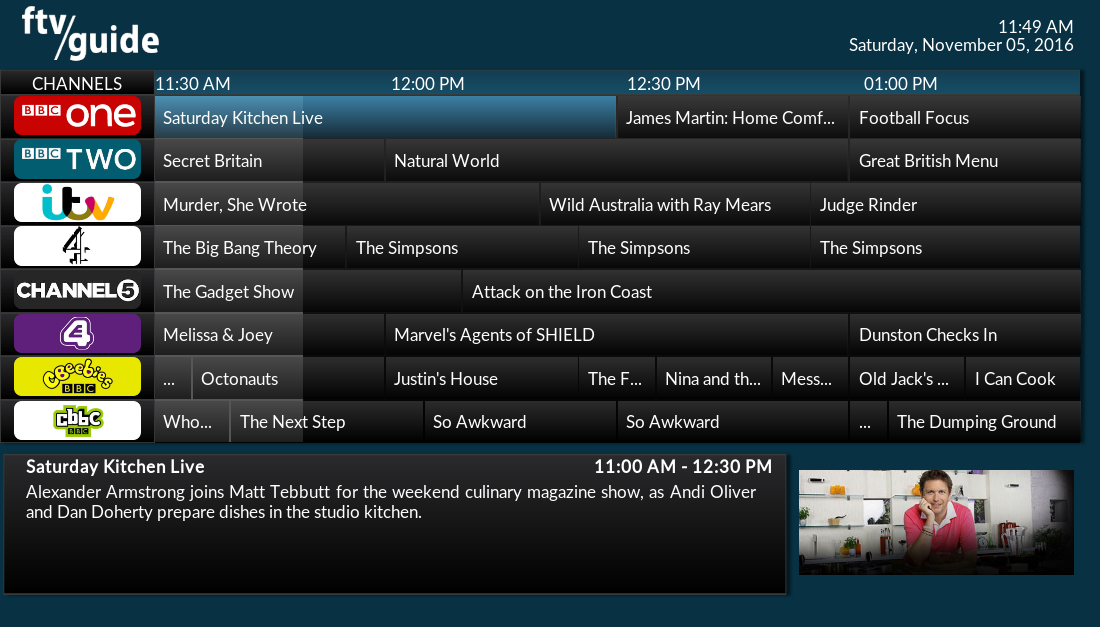 ftv/guide
11:49 AM
Saturday, November 05, 2016
CHANNELS 11:30 AM 12:00 PM 12:30 PM 01:00 PM
BBC one Saturday Kitchen Live James Martin: Home Comf... Football Focus
BBC TWO Secret Britain Natural World Great British Menu
itv Murder, She Wrote Wild Australia with Ray Mears Judge Rinder
4 The Big Bang Theory The Simpsons The Simpsons The Simpsons
CHANNEL 5 The Gadget Show Attack on the Iron Coast
E4 Melissa & Joey Marvel's Agents of SHIELD Dunston Checks In
CBeebies BBC ... Octonauts Justin's House The F... Nina and th... Mess... Old Jack's ... I Can Cook
cbbc BBC Who... The Next Step So Awkward So Awkward ... The Dumping Ground
Saturday Kitchen Live 11:00 AM - 12:30 PM
Alexander Armstrong joins Matt Tebbutt for the weekend culinary magazine show, as Andi Oliver
and Dan Doherty prepare dishes in the studio kitchen.